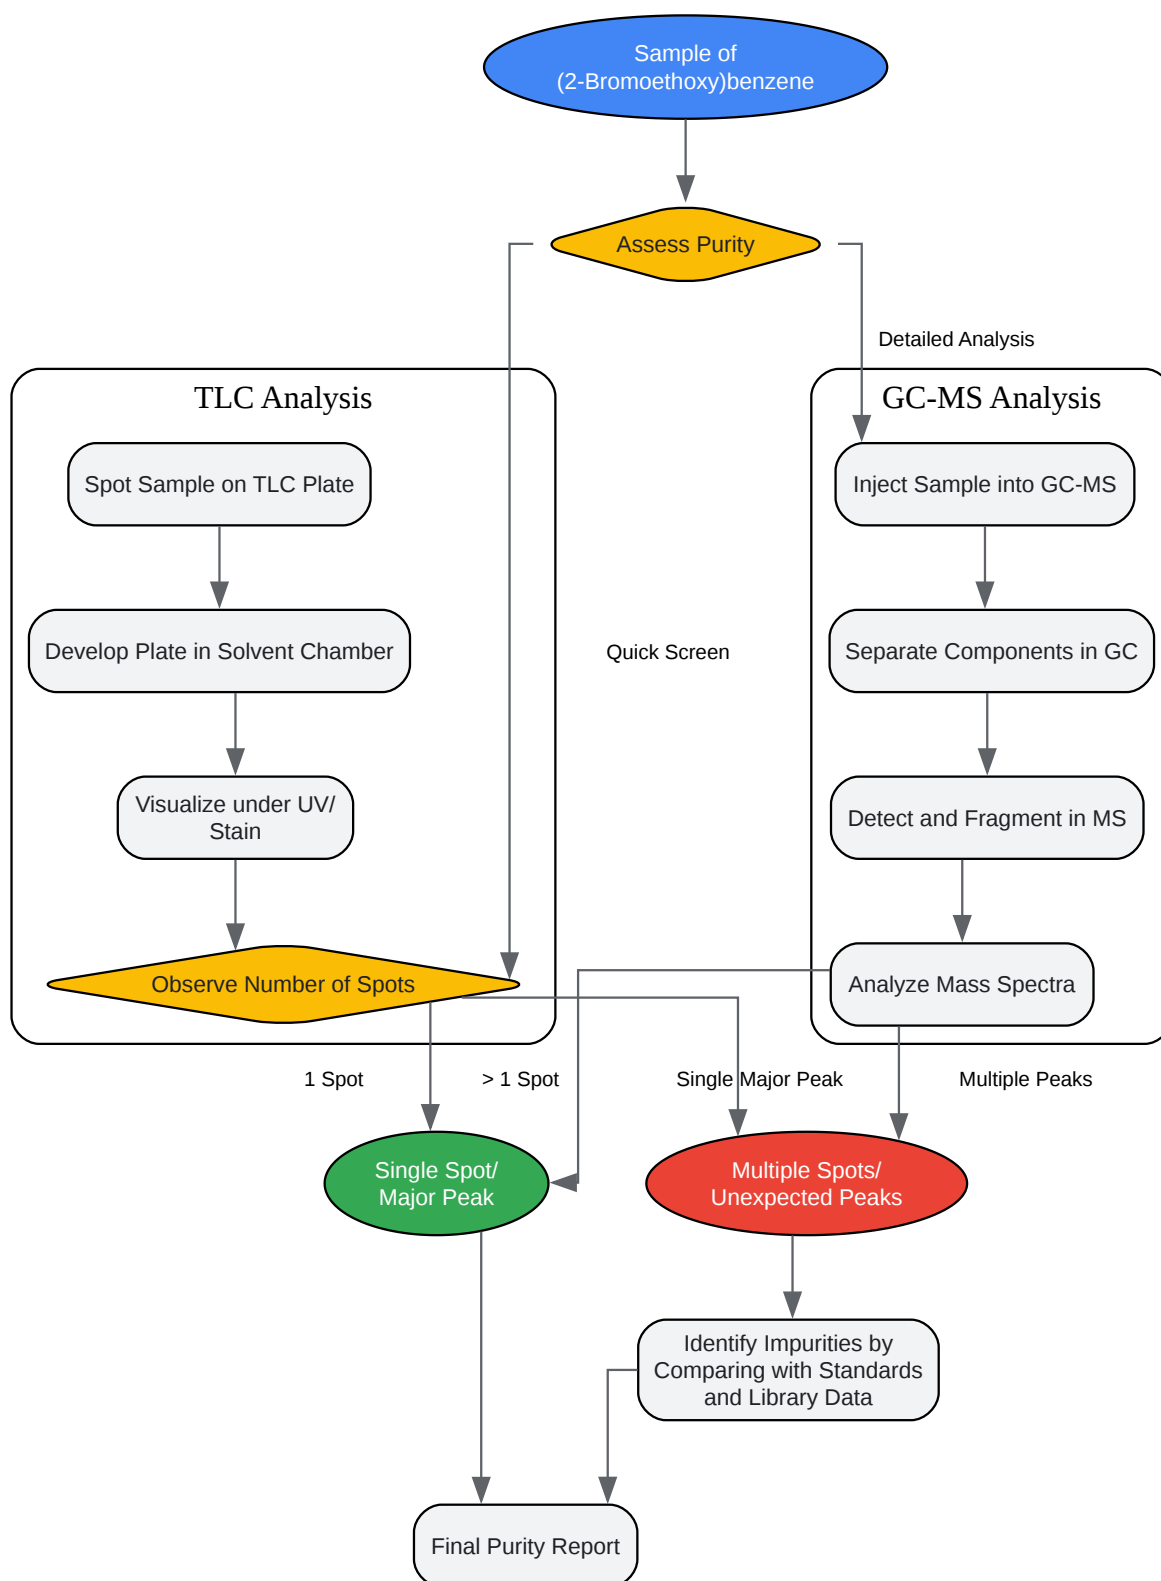 Sample of
(2-Bromoethoxy)benzene
Assess Purity
Detailed Analysis
TLC Analysis
GC-MS Analysis
Spot Sample on TLC Plate
Inject Sample into GC-MS
Develop Plate in Solvent Chamber
Quick Screen
Separate Components in GC
Visualize under UV/
Stain
Detect and Fragment in MS
Observe Number of Spots
Analyze Mass Spectra
1 Spot
> 1 Spot
Single Major Peak
Multiple Peaks
Single Spot/
Major Peak
Multiple Spots/
Unexpected Peaks
Identify Impurities by
Comparing with Standards
and Library Data
Final Purity Report